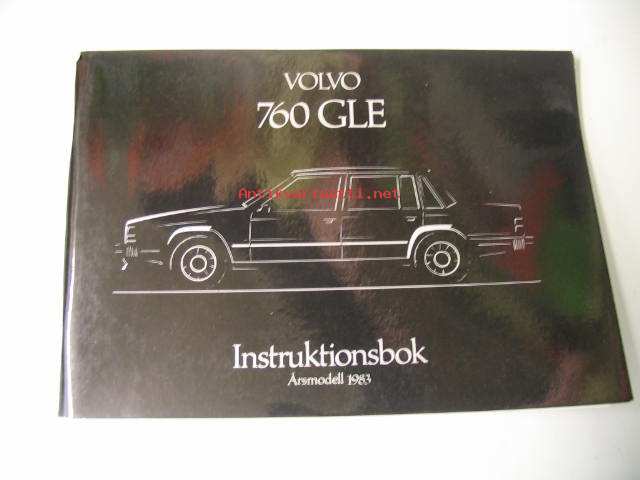 VOLVO
760 GLE
Antikvariaatti.net
Instruktionsbok
Årsmodell 1983